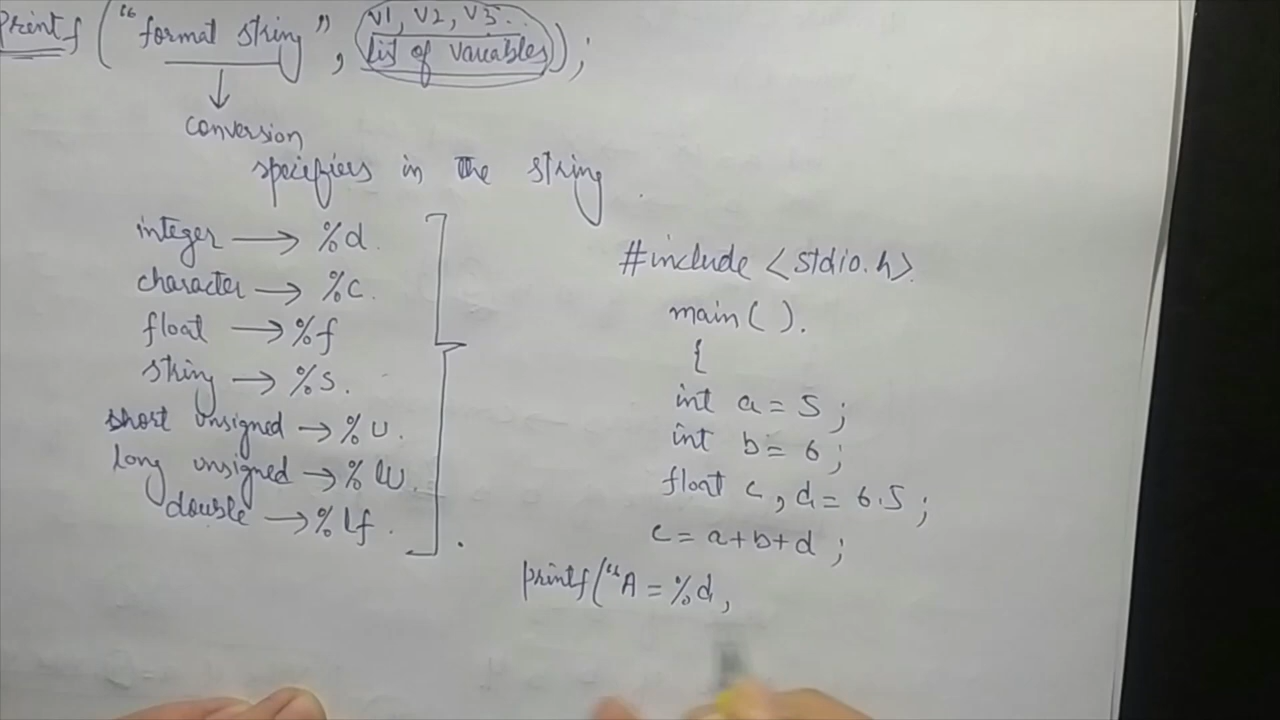 printf ("formal string", v1, v2, v3..
list of variables);
conversion
specifiers in the string.
integer → %d.
character → %c.
float → %f
string → %s.
short unsigned → %u.
long unsigned → %lu.
double → %lf.
#include <stdio.h>
main( ).
{
int a = 5 ;
int b = 6 ;
float c, d = 6.5 ;
c = a+b+d ;
printf("A = %d,